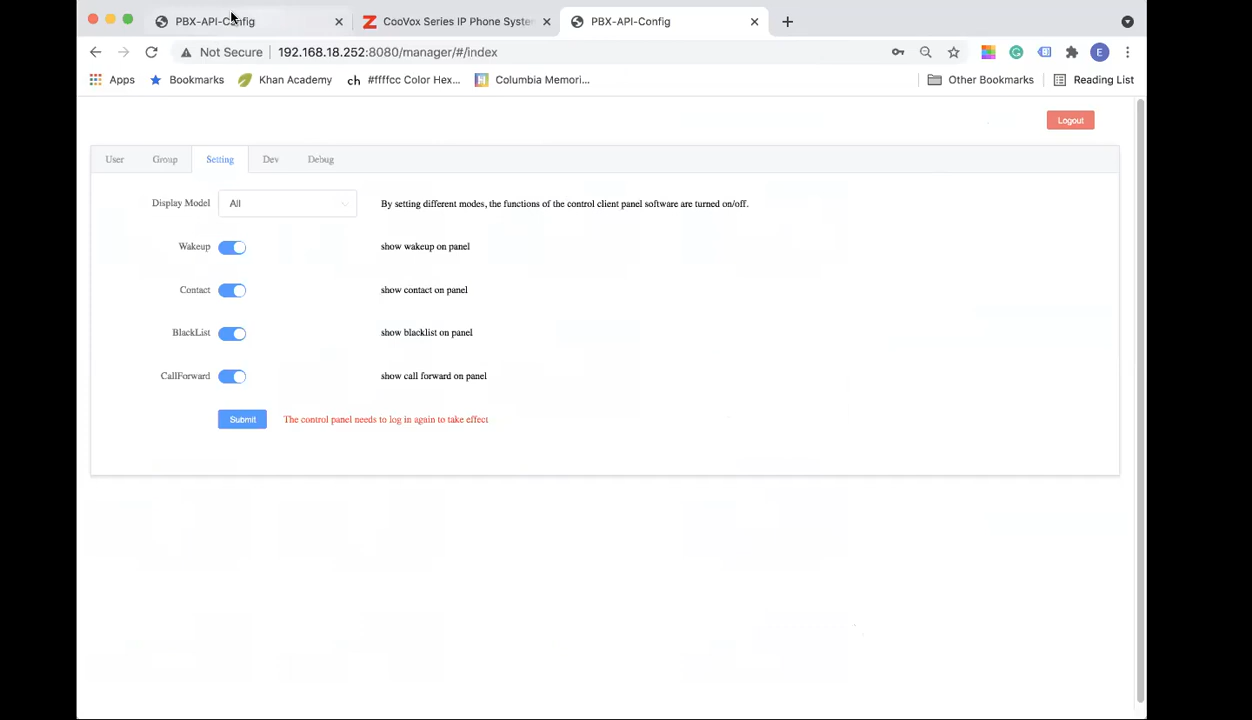 PBX-API-Config
CooVox Series IP Phone System
PBX-API-Config
Not Secure 192.168.18.252:8080/manager/#/index
E
Apps Bookmarks Khan Academy ch #ffffcc Color Hex... Columbia Memori... Other Bookmarks Reading List
Logout
User Group Setting Dev Debug
Display Model All By setting different modes, the functions of the control client panel software are turned on/off.
Wakeup show wakeup on panel
Contact show contact on panel
BlackList show blacklist on panel
CallForward show call forward on panel
Submit The control panel needs to log in again to take effect